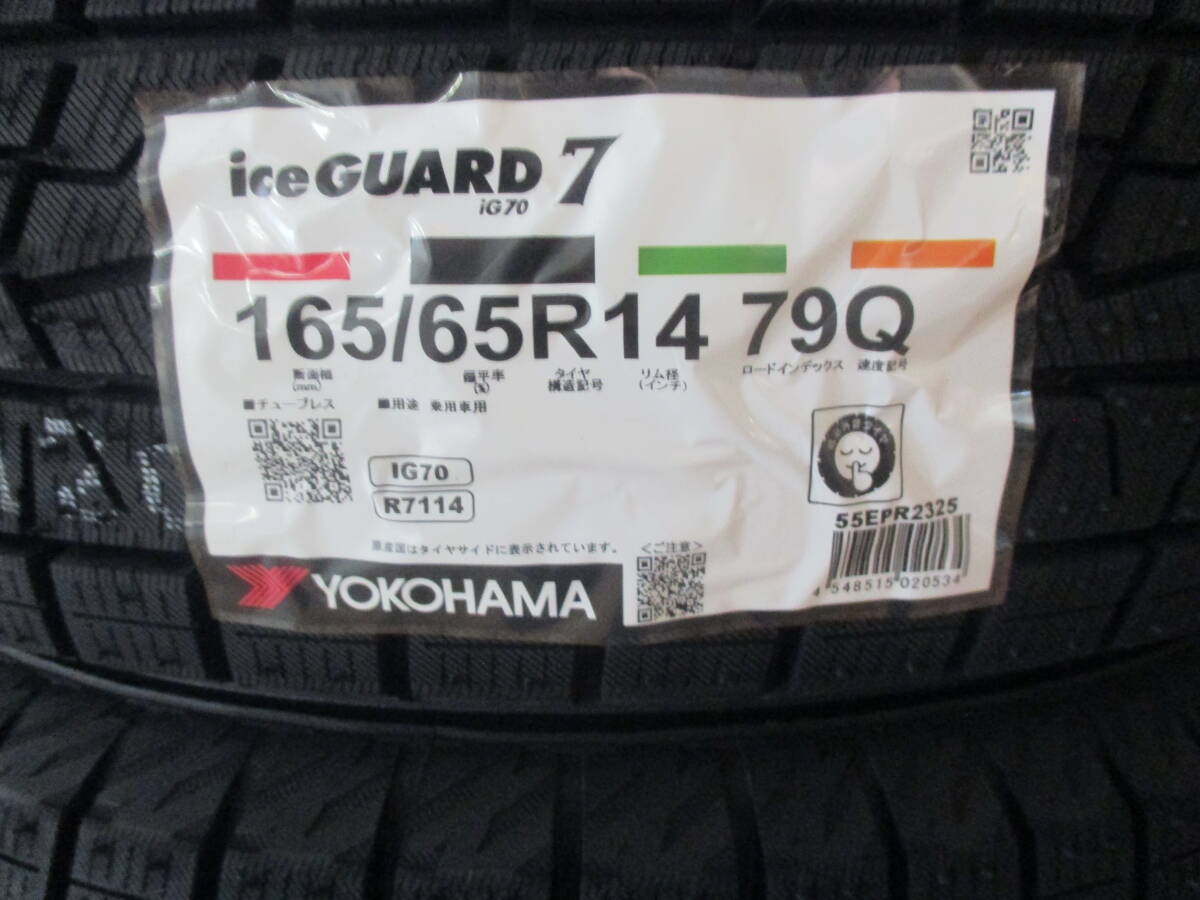 iceGUARD 7
iG70
165/65R14 79Q
断面幅 (mm)
偏平率 (%)
タイヤ 構造記号
リム径 (インチ)
ロードインデックス
速度記号
■チューブレス ■用途 乗用車用
IG70
R7114
55EPR2325
原産国はタイヤサイドに表示されています。
<ご注意>
YOKOHAMA
4 548515 020534